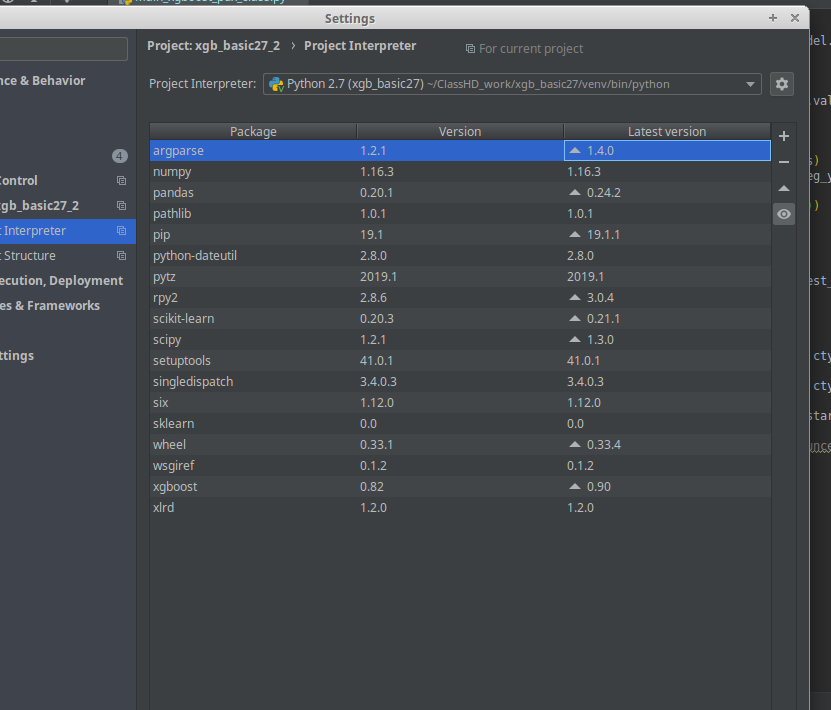 Settings
Project: xgb_basic27_2 › Project Interpreter For current project
nce & Behavior
Project Interpreter: Python 2.7 (xgb_basic27) ~/ClassHD_work/xgb_basic27/venv/bin/python
Package Version Latest version
argparse 1.2.1 1.4.0
numpy 1.16.3 1.16.3
pandas 0.20.1 0.24.2
pathlib 1.0.1 1.0.1
pip 19.1 19.1.1
python-dateutil 2.8.0 2.8.0
pytz 2019.1 2019.1
rpy2 2.8.6 3.0.4
scikit-learn 0.20.3 0.21.1
scipy 1.2.1 1.3.0
setuptools 41.0.1 41.0.1
singledispatch 3.4.0.3 3.4.0.3
six 1.12.0 1.12.0
sklearn 0.0 0.0
wheel 0.33.1 0.33.4
wsgiref 0.1.2 0.1.2
xgboost 0.82 0.90
xlrd 1.2.0 1.2.0
4
Control
xgb_basic27_2
t Interpreter
t Structure
ecution, Deployment
es & Frameworks
ttings
del.
.val
s)
eg_y
))
est_
cty
cty
star